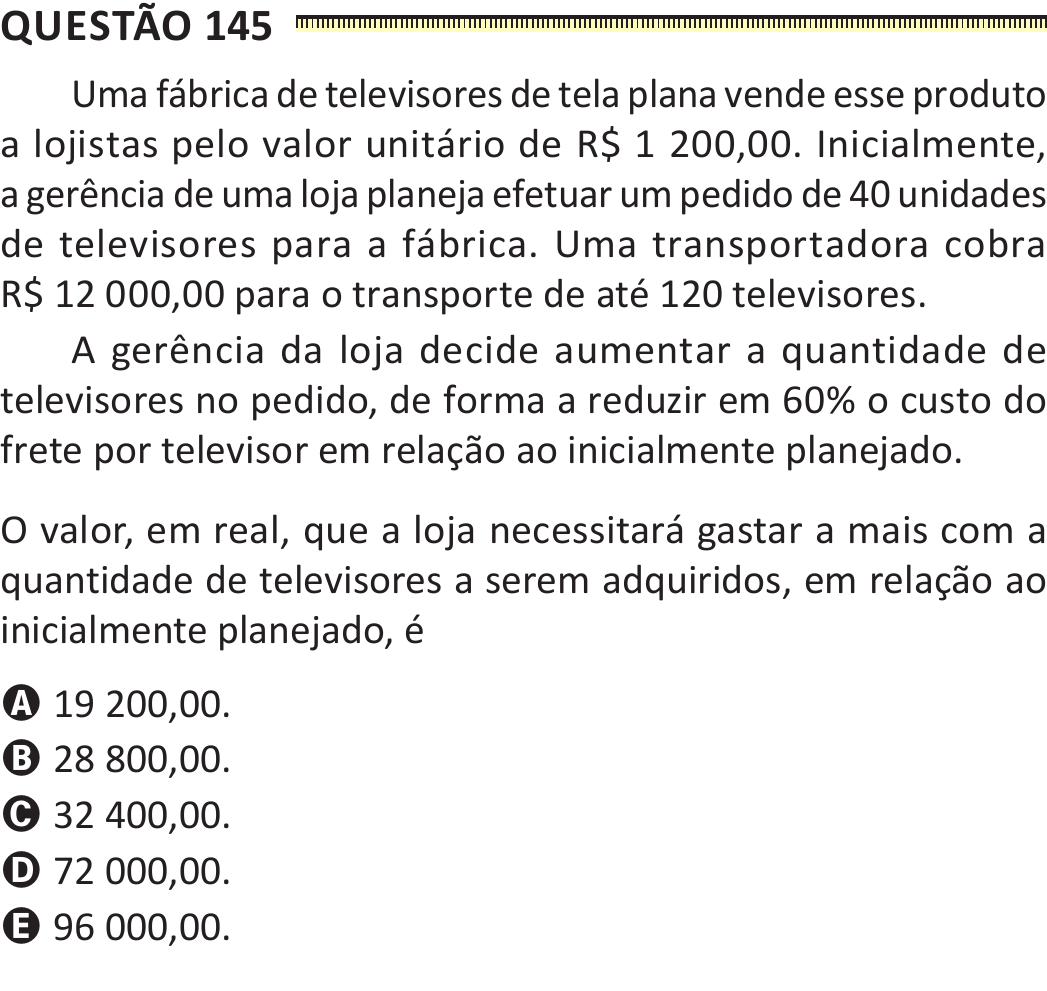 QUESTÃO 145
Uma fábrica de televisores de tela plana vende esse produto
a lojistas pelo valor unitário de R$ 1 200,00. Inicialmente,
a gerência de uma loja planeja efetuar um pedido de 40 unidades
de televisores para a fábrica. Uma transportadora cobra
R$ 12 000,00 para o transporte de até 120 televisores.
A gerência da loja decide aumentar a quantidade de
televisores no pedido, de forma a reduzir em 60% o custo do
frete por televisor em relação ao inicialmente planejado.
O valor, em real, que a loja necessitará gastar a mais com a
quantidade de televisores a serem adquiridos, em relação ao
inicialmente planejado, é
A 19 200,00.
B 28 800,00.
C 32 400,00.
D 72 000,00.
E 96 000,00.